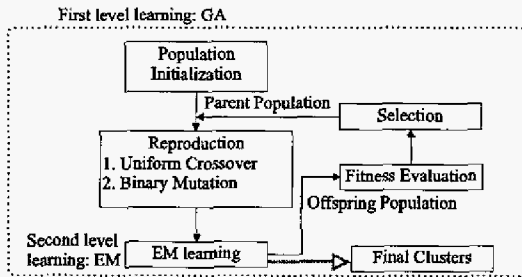 First level learning: GA
Population
Initialization
Parent Population
Selection
Reproduction
1. Uniform Crossover
2. Binary Mutation
Fitness Evaluation
Offspring Population
Second level
learning: EM
EM learning
Final Clusters